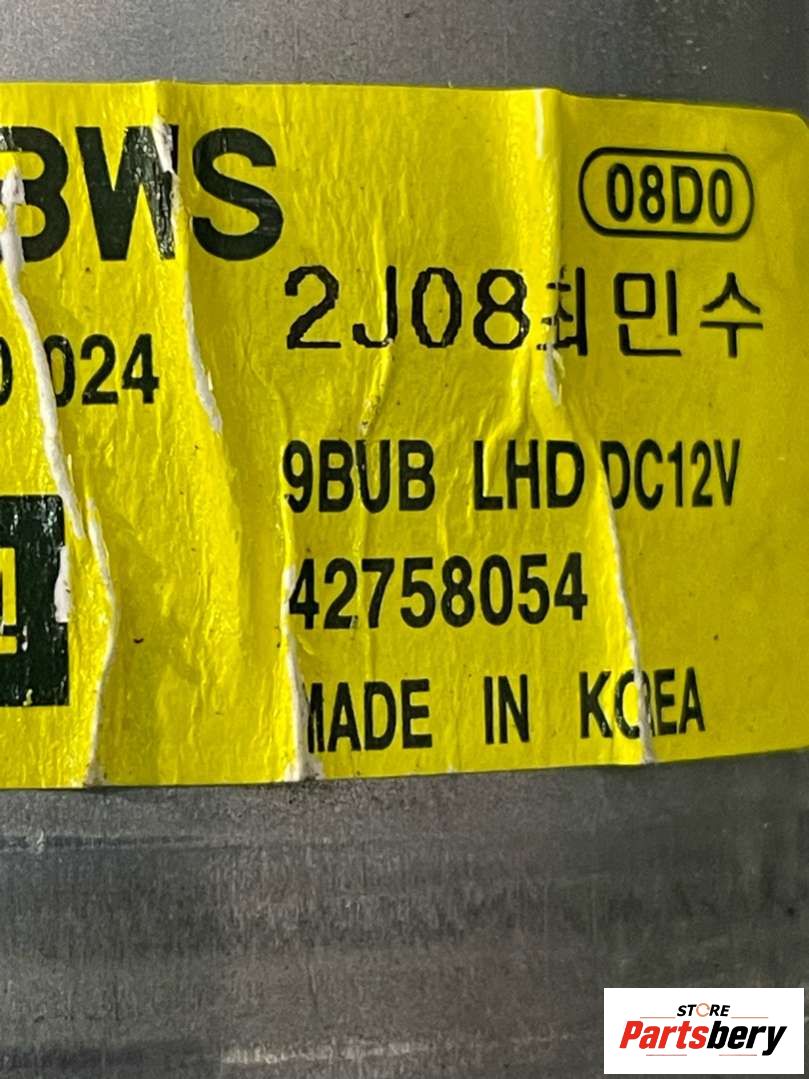 BWS
08D0
2J08최민수
024
9BUB LHD DC12V
42758054
MADE IN KOREA
STORE
Partsbery